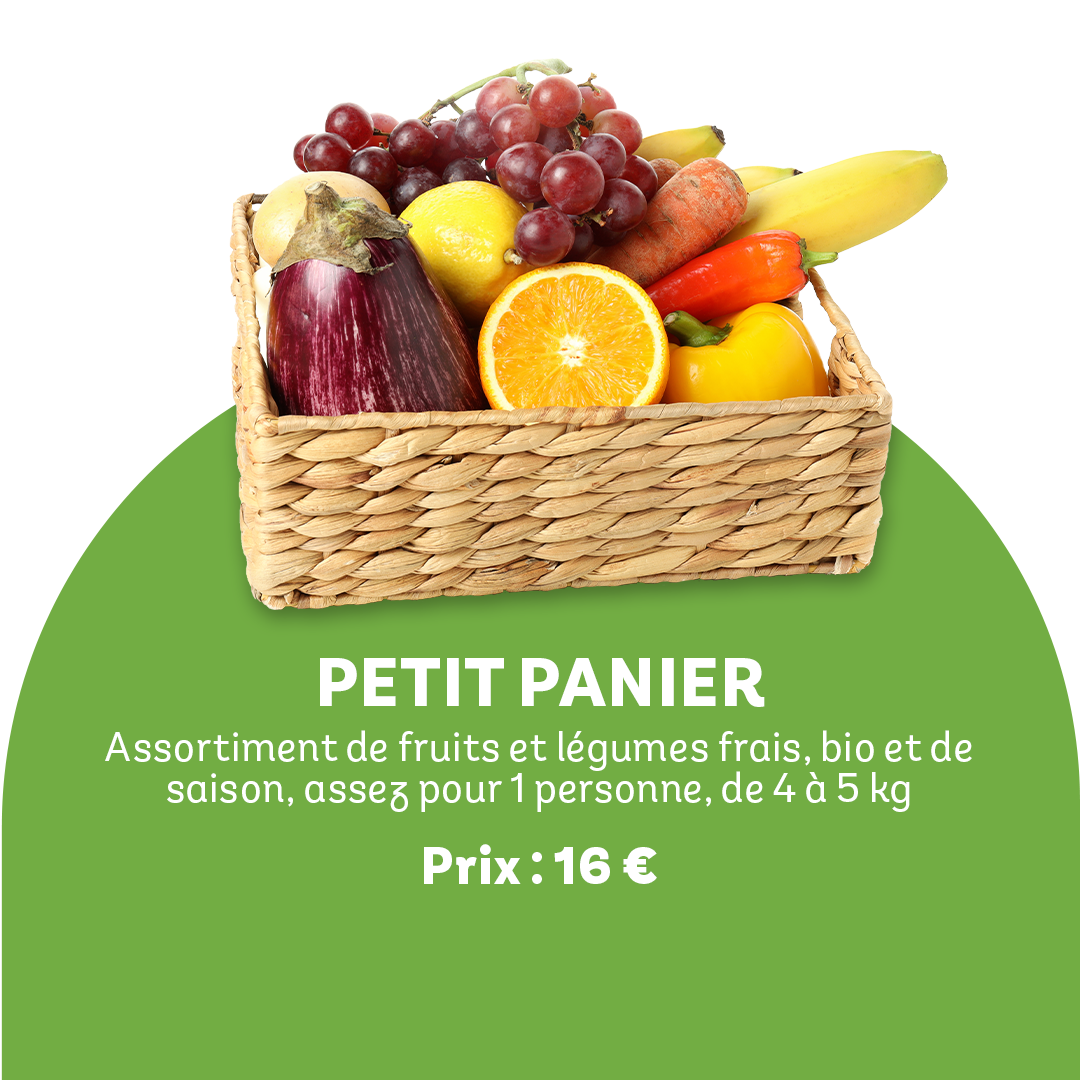 PETIT PANIER
Assortiment de fruits et légumes frais, bio et de
saison, assez pour 1 personne, de 4 à 5 kg
Prix : 16 €